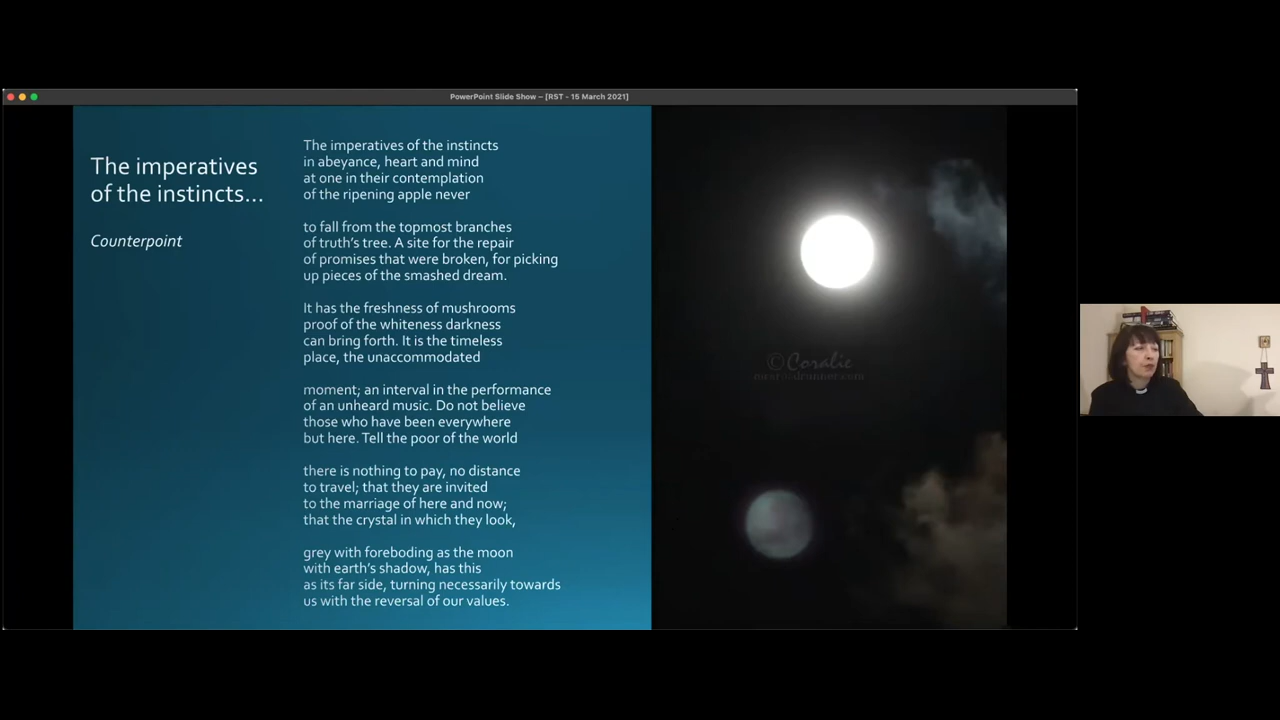 PowerPoint Slide Show – [RST - 15 March 2021]
The imperatives
of the instincts…
Counterpoint
The imperatives of the instincts
in abeyance, heart and mind
at one in their contemplation
of the ripening apple never
to fall from the topmost branches
of truth's tree. A site for the repair
of promises that were broken, for picking
up pieces of the smashed dream.
It has the freshness of mushrooms
proof of the whiteness darkness
can bring forth. It is the timeless
place, the unaccommodated
moment; an interval in the performance
of an unheard music. Do not believe
those who have been everywhere
but here. Tell the poor of the world
there is nothing to pay, no distance
to travel; that they are invited
to the marriage of here and now;
that the crystal in which they look,
grey with foreboding as the moon
with earth's shadow, has this
as its far side, turning necessarily towards
us with the reversal of our values.
©Coralie